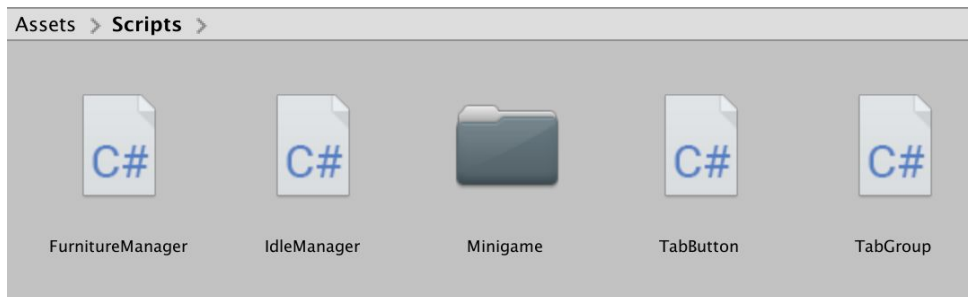 Assets > Scripts >
C# C# C# C#
FurnitureManager IdleManager Minigame TabButton TabGroup